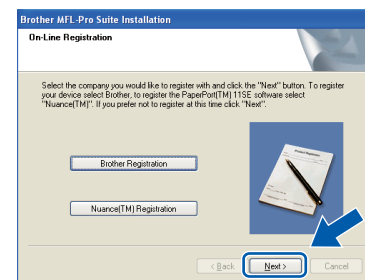 Brother MFL-Pro Suite Installation
On-Line Registration
Select the company you would like to register with and click the "Next" button. To register
your device select Brother, to register the PaperPort(TM) 11SE software select
"Nuance(TM)". If you prefer not to register at this time click "Next".
Brother Registration
Nuance(TM) Registration
< Back
Next >
Cancel